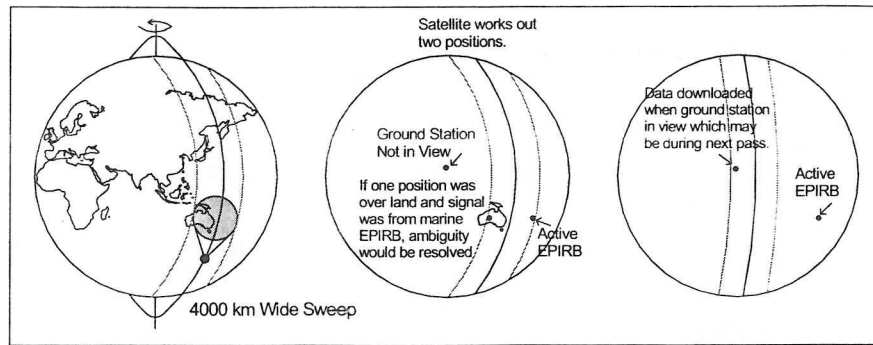 Satellite works out
two positions.
4000 km Wide Sweep
Ground Station
Not in View
If one position was
over land and signal
was from marine
EPIRB, ambiguity
would be resolved.
Active
EPIRB
Data downloaded
when ground station
in view which may
be during next pass.
Active
EPIRB